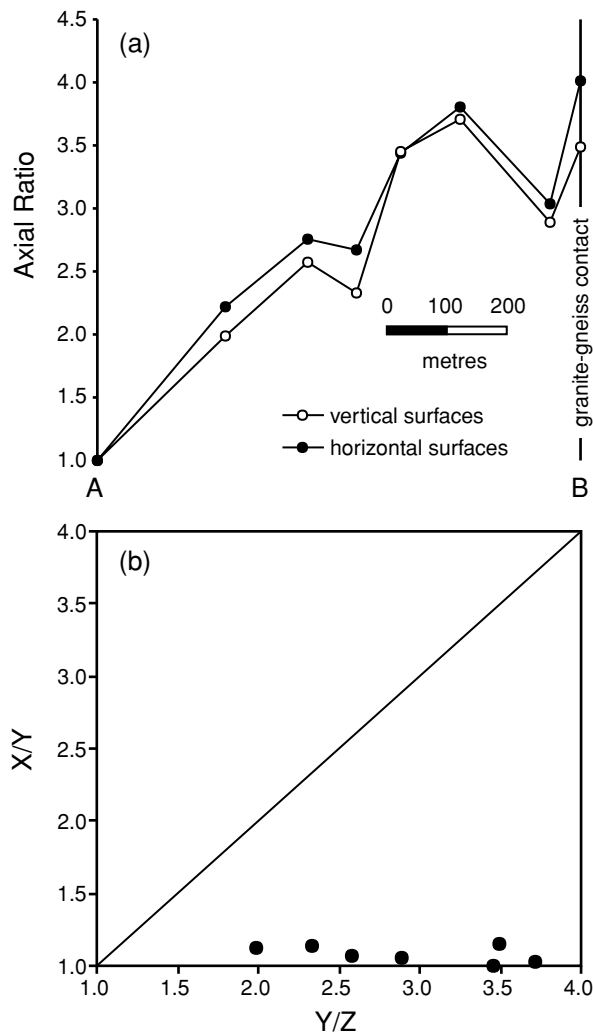 (a)
Axial Ratio
4.5
4.0
3.5
3.0
2.5
2.0
1.5
1.0
0 100 200
metres
vertical surfaces
horizontal surfaces
granite-gneiss contact
A B
(b)
X/Y
4.0
3.5
3.0
2.5
2.0
1.5
1.0
1.0 1.5 2.0 2.5 3.0 3.5 4.0
Y/Z